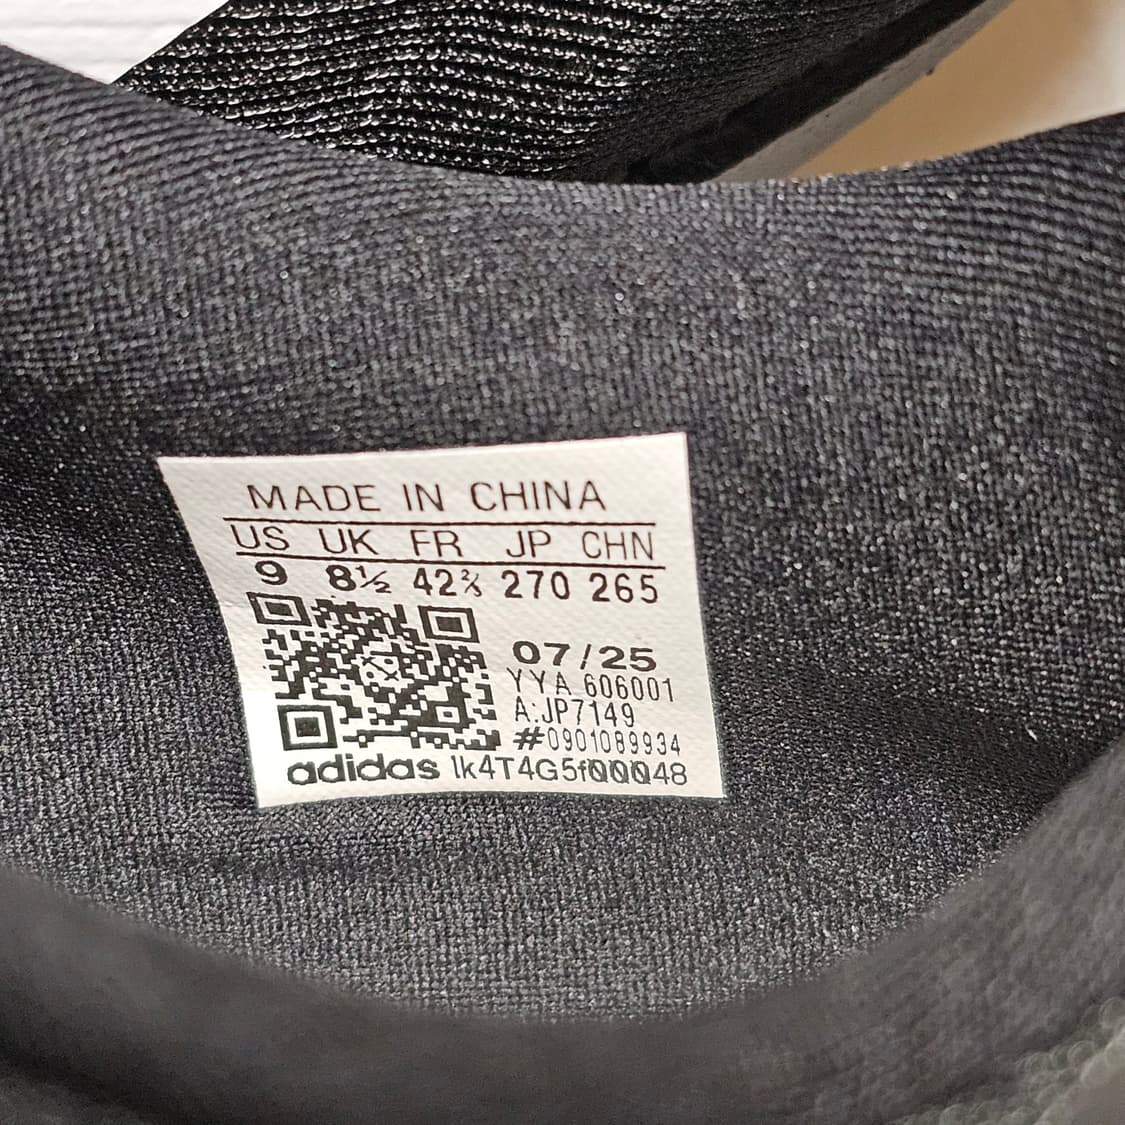 MADE IN CHINA
US UK FR JP CHN
9 8½ 42⅔ 270 265
07/25
YYA 606001
A:JP7149
#0901089934
adidas lk4T4G5f00048